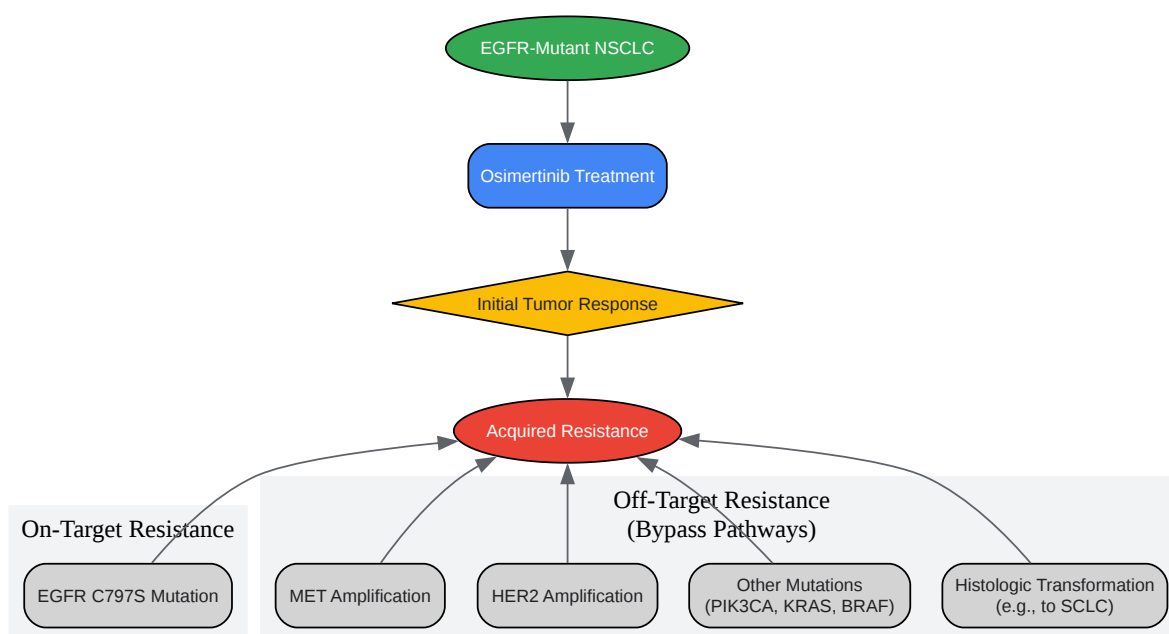 EGFR-Mutant NSCLC
Osimertinib Treatment
Initial Tumor Response
Acquired Resistance
On-Target Resistance
Off-Target Resistance
(Bypass Pathways)
EGFR C797S Mutation
MET Amplification
HER2 Amplification
Other Mutations
(PIK3CA, KRAS, BRAF)
Histologic Transformation
(e.g., to SCLC)